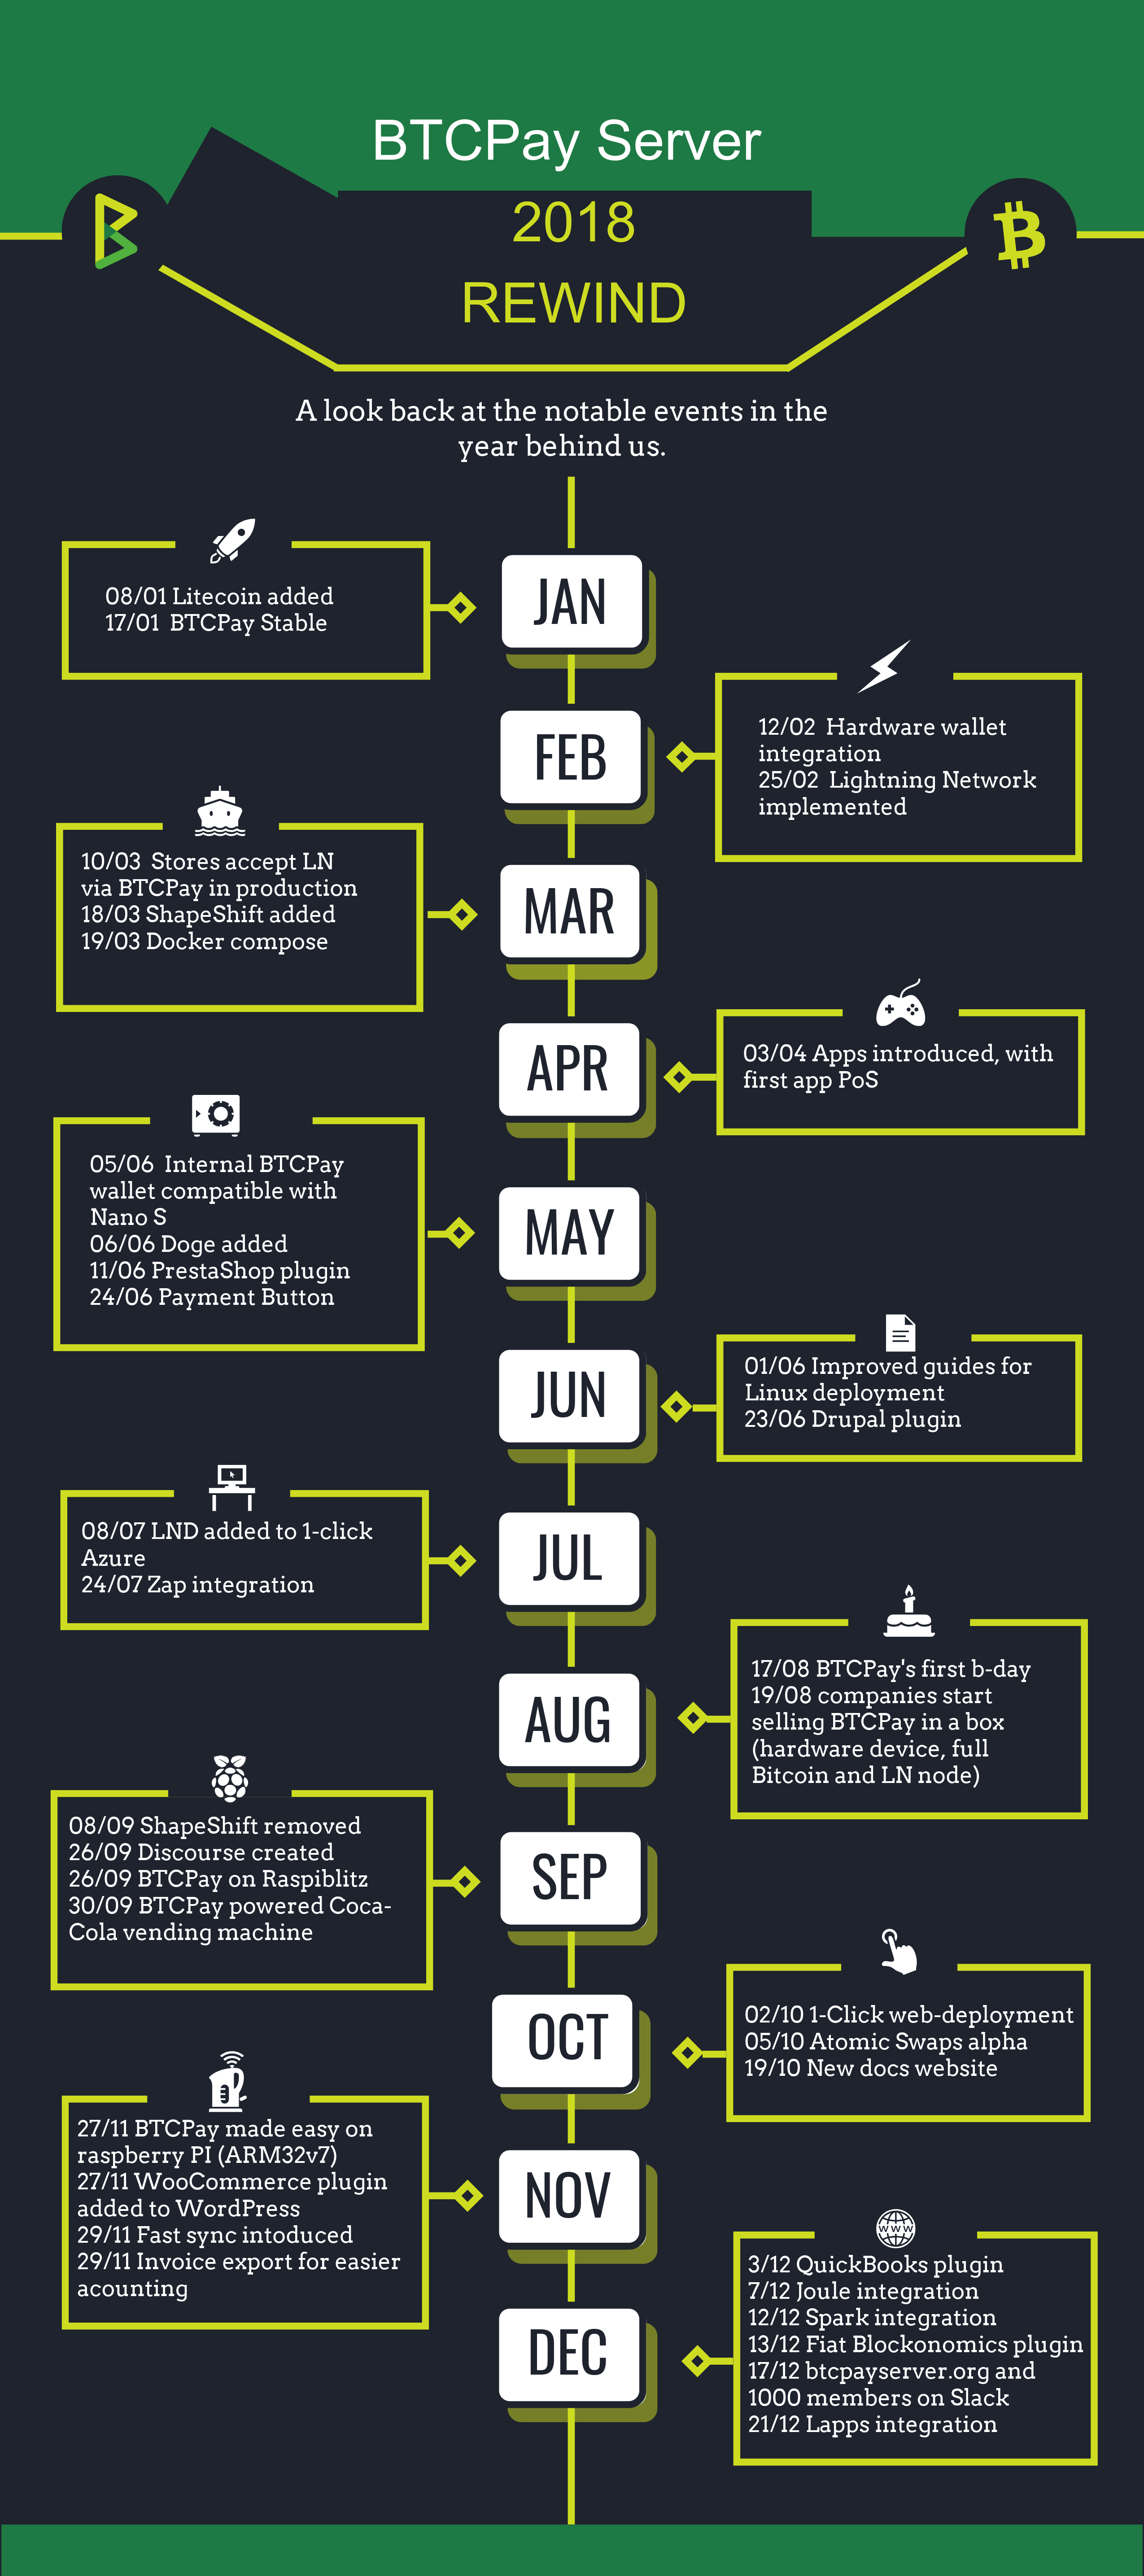 BTCPay Server
2018
REWIND
A look back at the notable events in the
year behind us.
JAN
08/01 Litecoin added
17/01 BTCPay Stable
FEB
12/02 Hardware wallet
integration
25/02 Lightning Network
implemented
MAR
10/03 Stores accept LN
via BTCPay in production
18/03 ShapeShift added
19/03 Docker compose
APR
03/04 Apps introduced, with
first app PoS
MAY
05/06 Internal BTCPay
wallet compatible with
Nano S
06/06 Doge added
11/06 PrestaShop plugin
24/06 Payment Button
JUN
01/06 Improved guides for
Linux deployment
23/06 Drupal plugin
JUL
08/07 LND added to 1-click
Azure
24/07 Zap integration
AUG
17/08 BTCPay's first b-day
19/08 companies start
selling BTCPay in a box
(hardware device, full
Bitcoin and LN node)
SEP
08/09 ShapeShift removed
26/09 Discourse created
26/09 BTCPay on Raspiblitz
30/09 BTCPay powered Coca-
Cola vending machine
OCT
02/10 1-Click web-deployment
05/10 Atomic Swaps alpha
19/10 New docs website
NOV
27/11 BTCPay made easy on
raspberry PI (ARM32v7)
27/11 WooCommerce plugin
added to WordPress
29/11 Fast sync intoduced
29/11 Invoice export for easier
acounting
DEC
WWW
3/12 QuickBooks plugin
7/12 Joule integration
12/12 Spark integration
13/12 Fiat Blockonomics plugin
17/12 btcpayserver.org and
1000 members on Slack
21/12 Lapps integration